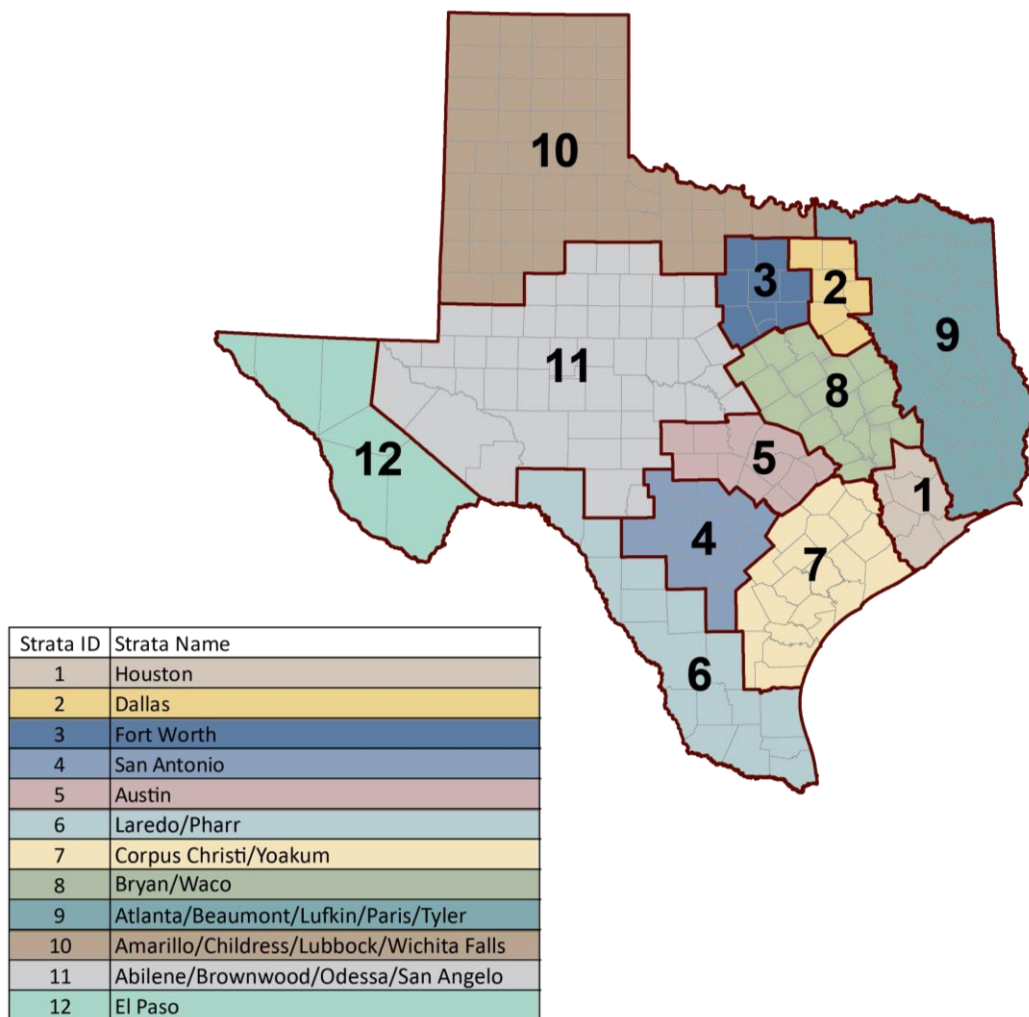 10
3
2
9
11
8
12
5
1
4
7
6
Strata ID Strata Name
1 Houston
2 Dallas
3 Fort Worth
4 San Antonio
5 Austin
6 Laredo/Pharr
7 Corpus Christi/Yoakum
8 Bryan/Waco
9 Atlanta/Beaumont/Lufkin/Paris/Tyler
10 Amarillo/Childress/Lubbock/Wichita Falls
11 Abilene/Brownwood/Odessa/San Angelo
12 El Paso